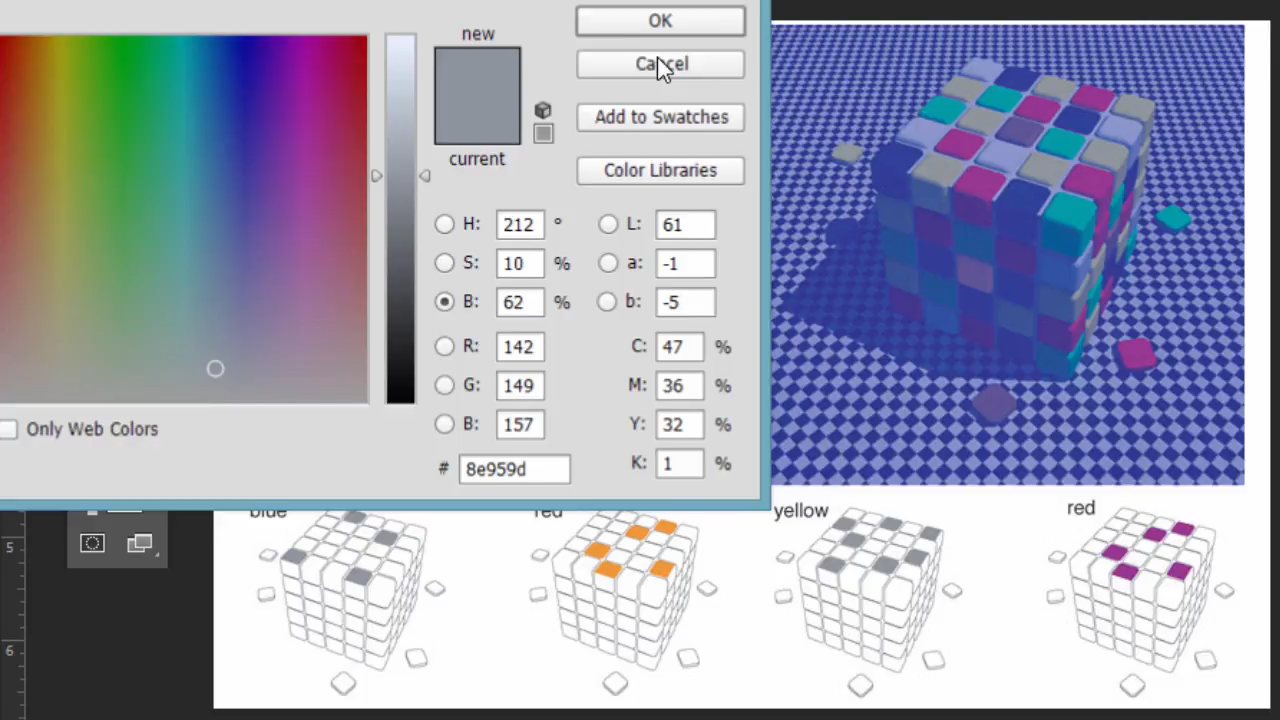 OK
new
Cancel
Add to Swatches
current
Color Libraries
H: 212 ° L: 61
S: 10 % a: -1
B: 62 % b: -5
R: 142 C: 47 %
G: 149 M: 36 %
B: 157 Y: 32 %
K: 1 %
Only Web Colors
# 8e959d
blue red yellow red
5
6